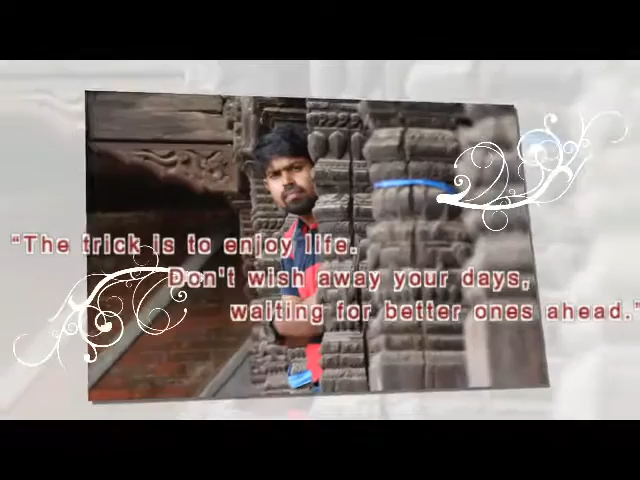 “The trick is to enjoy life.
Don't wish away your days,
waiting for better ones ahead.”